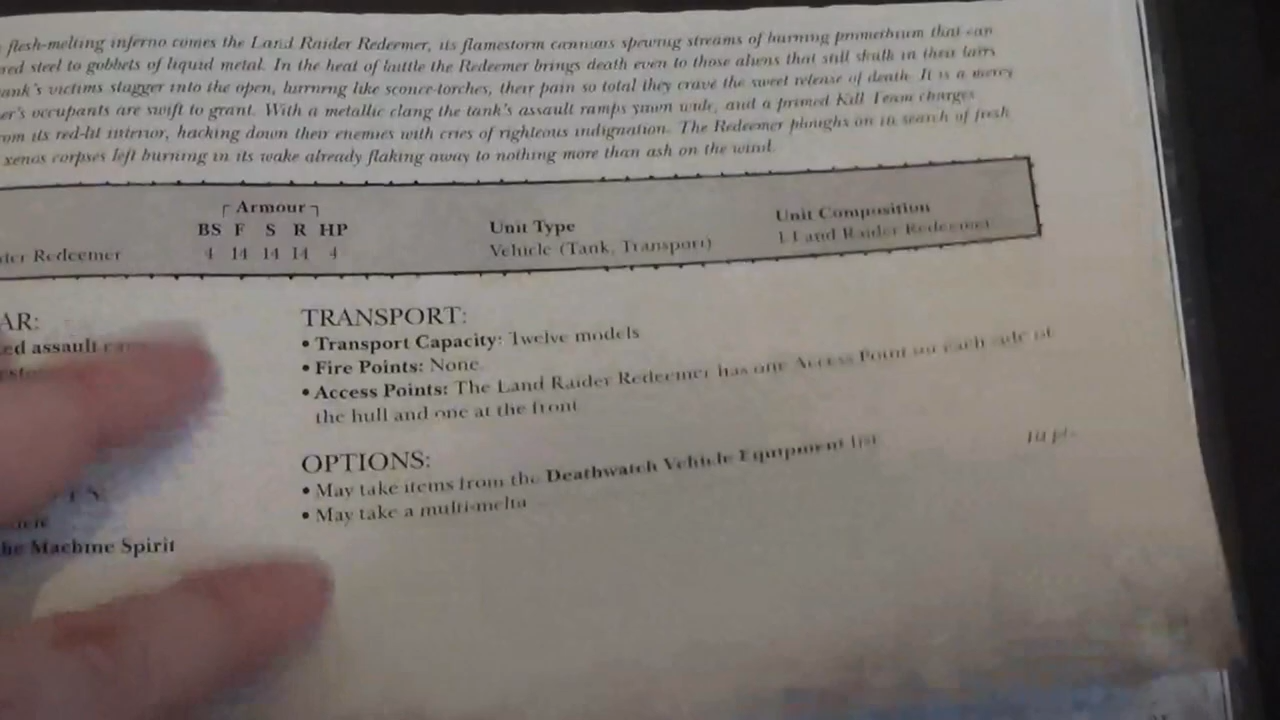 flesh-melting inferno comes the Land Raider Redeemer, its flamestorm cannons spewing streams of burning promethium that can
red steel to gobbets of liquid metal. In the heat of battle the Redeemer brings death even to those aliens that still skulk in their lairs
ank's victims stagger into the open, burning like sconce-torches, their pain so total they crave the sweet release of death. It is a mercy
er's occupants are swift to grant. With a metallic clang the tank's assault ramps yawn wide, and a primed Kill Team charges
om its red-lit interior, hacking down their enemies with cries of righteous indignation. The Redeemer ploughs on in search of fresh
xenos corpses left burning in its wake already flaking away to nothing more than ash on the wind.
Armour
BS F S R HP Unit Type Unit Composition
der Redeemer 4 14 14 14 4 Vehicle (Tank, Transport) 1 Land Raider Redeemer
AR:
ed assault
TRANSPORT:
• Transport Capacity: Twelve models
• Fire Points: None
• Access Points: The Land Raider Redeemer has one Access Point on each side of
the hull and one at the front
OPTIONS:
• May take items from the Deathwatch Vehicle Equipment list
• May take a multi-melta 10 pts
he Machine Spirit